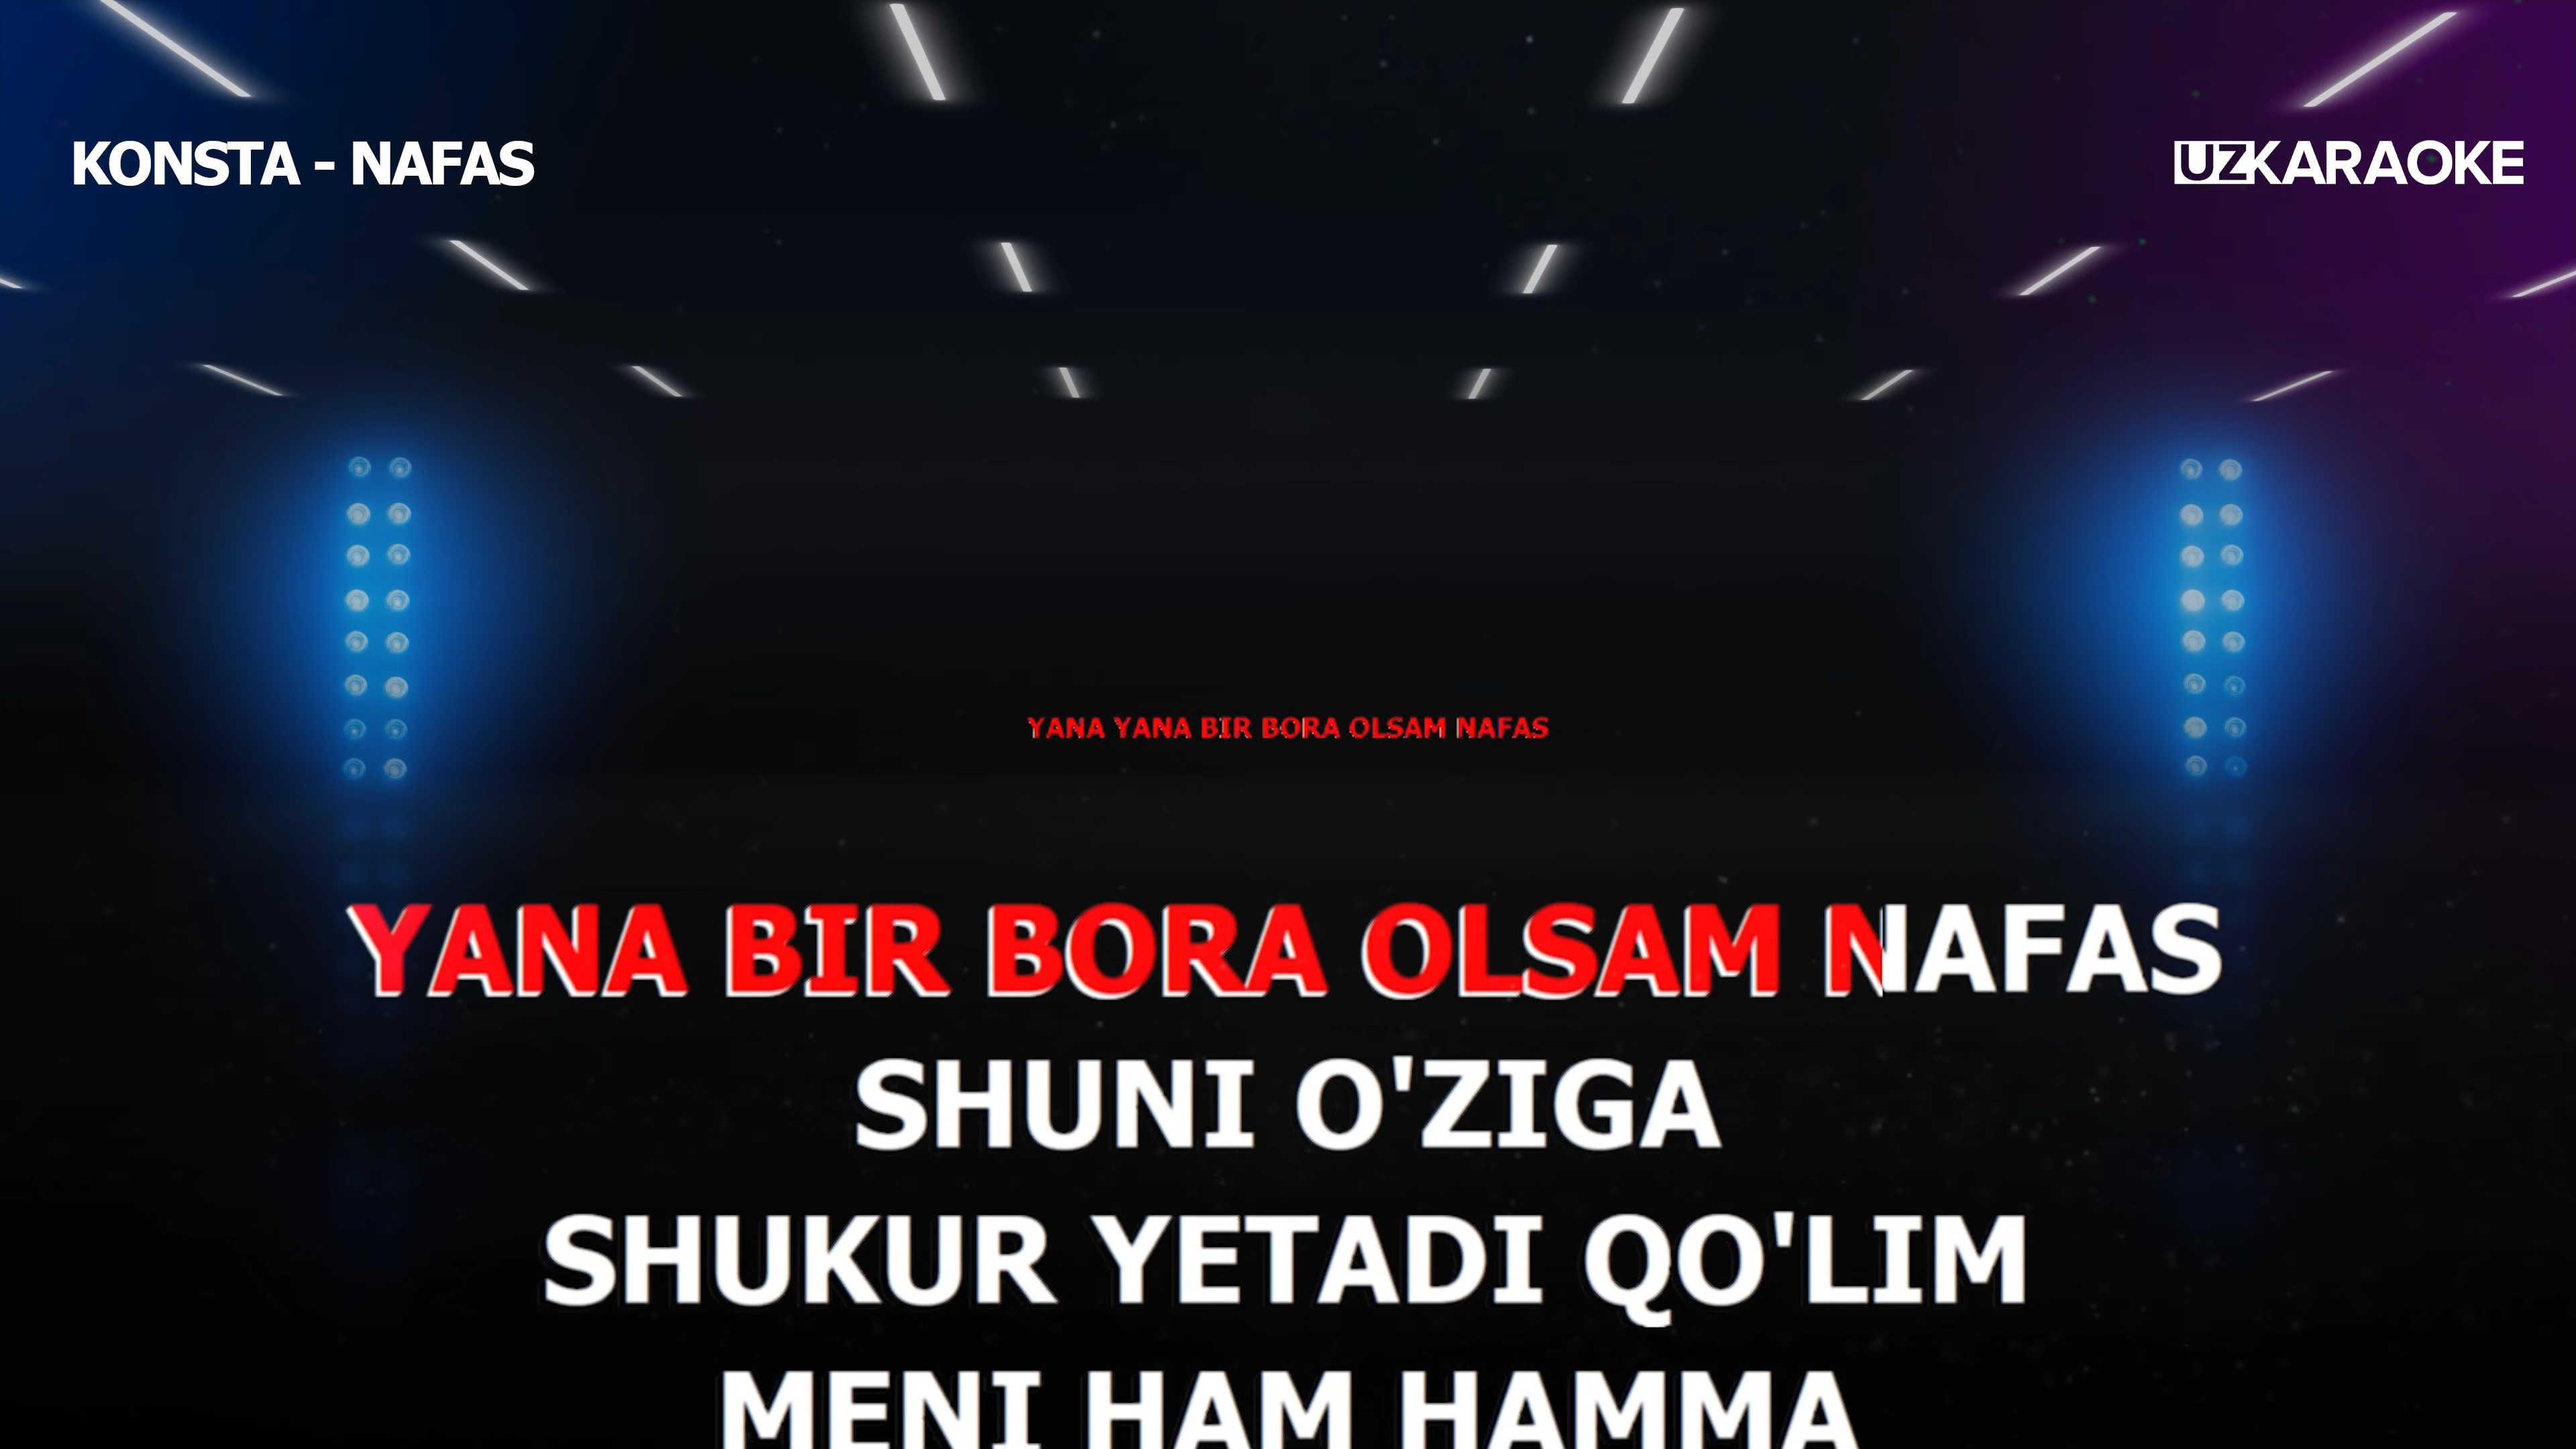 KONSTA - NAFAS
UZKARAOKE
YANA YANA BIR BORA OLSAM NAFAS
YANA BIR BORA OLSAM NAFAS
SHUNI O'ZIGA
SHUKUR YETADI QO'LIM
MENI HAM HAMMA